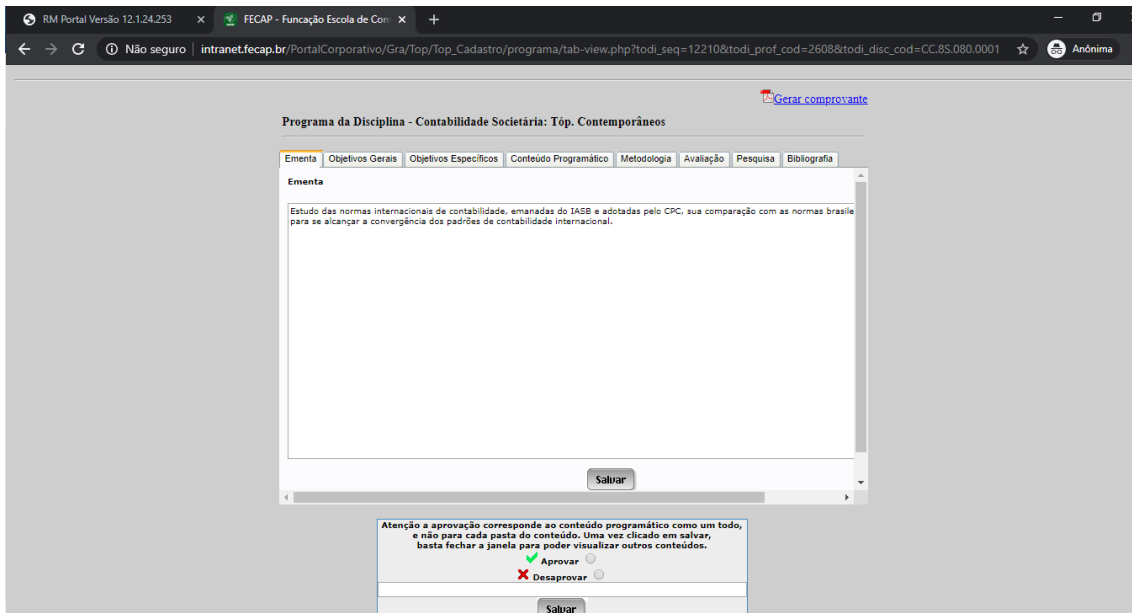 RM Portal Versão 12.1.24.253
FECAP - Funcação Escola de Com
Não seguro | intranet.fecap.br/PortalCorporativo/Gra/Top/Top_Cadastro/programa/tab-view.php?todi_seq=12210&todi_prof_cod=2608&todi_disc_cod=CC.8S.080.0001
Anônima
Gerar comprovante
Programa da Disciplina - Contabilidade Societária: Tóp. Contemporâneos
Ementa Objetivos Gerais Objetivos Específicos Conteúdo Programático Metodologia Avaliação Pesquisa Bibliografia
Ementa
Estudo das normas internacionais de contabilidade, emanadas do IASB e adotadas pelo CPC, sua comparação com as normas brasile
para se alcançar a convergência dos padrões de contabilidade internacional.
Salvar
Atenção a aprovação corresponde ao conteúdo programático como um todo,
e não para cada pasta do conteúdo. Uma vez clicado em salvar,
basta fechar a janela para poder visualizar outros conteúdos.
Aprovar
Desaprovar
Salvar